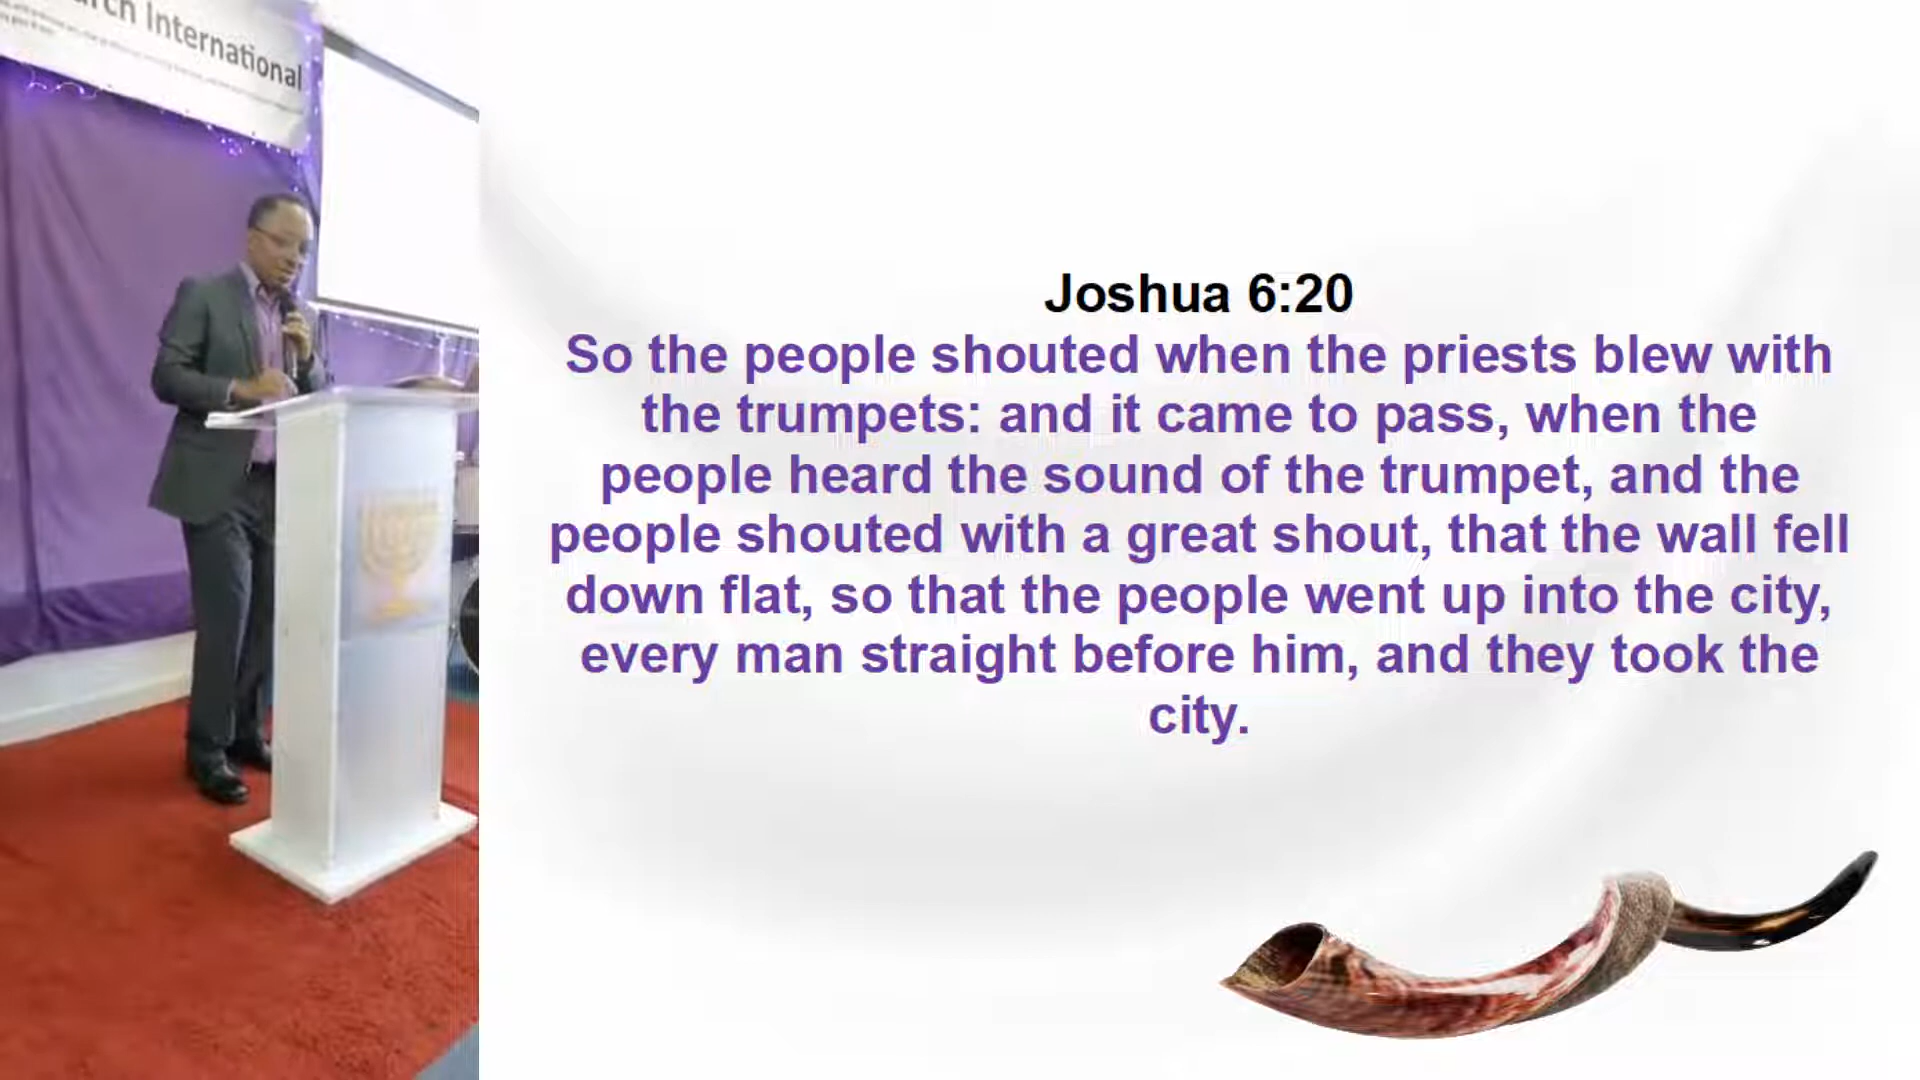 International
Joshua 6:20
So the people shouted when the priests blew with
the trumpets: and it came to pass, when the
people heard the sound of the trumpet, and the
people shouted with a great shout, that the wall fell
down flat, so that the people went up into the city,
every man straight before him, and they took the
city.